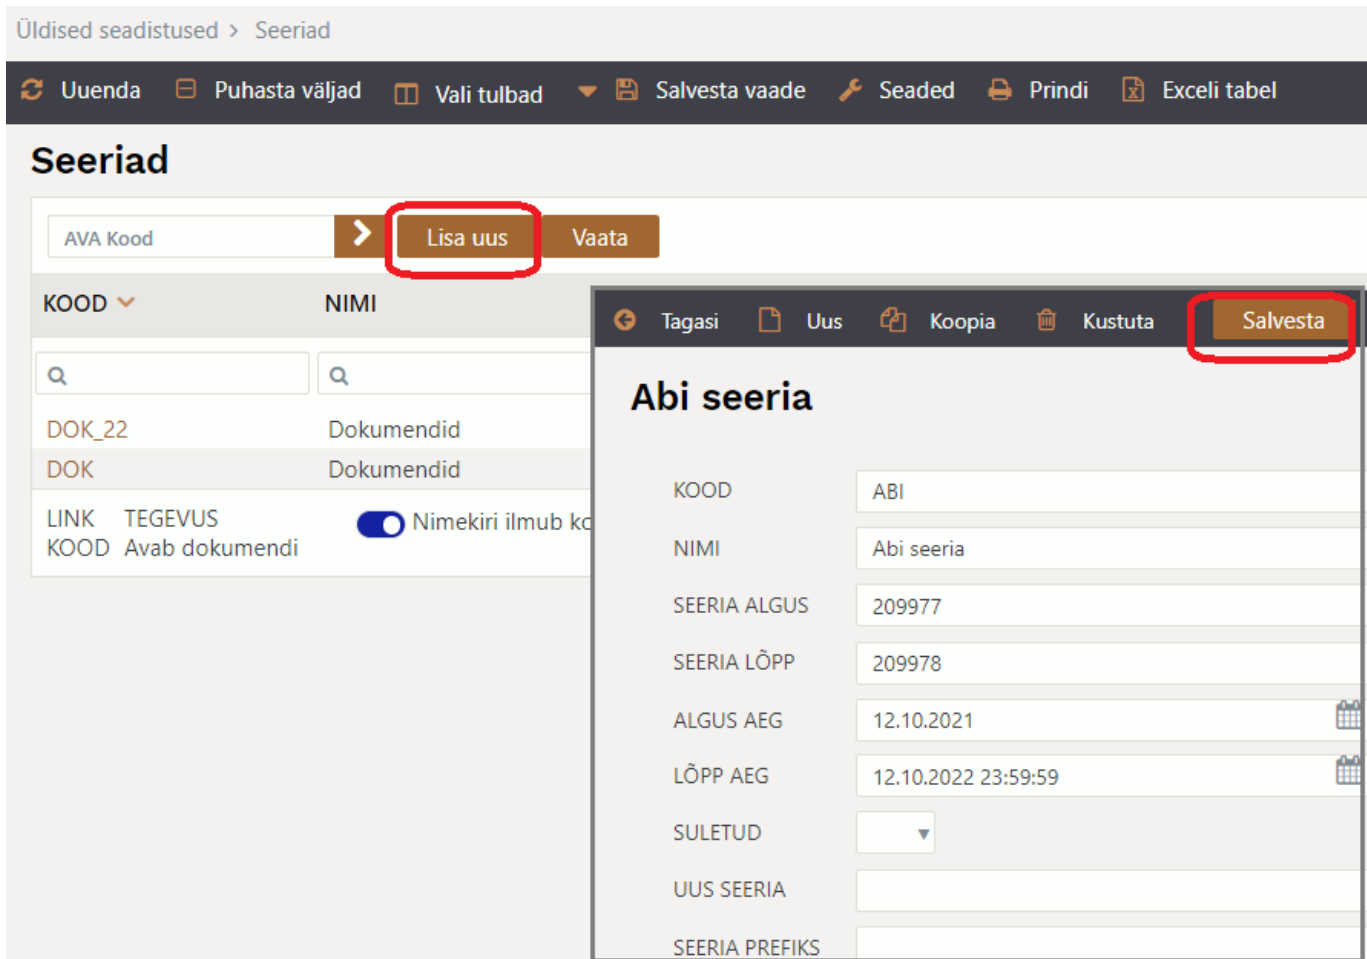 Üldised seadistused > Seeriad
Uuenda Puhasta väljad Vali tulbad Salvesta vaade Seaded Prindi Exceli tabel
Seeriad
AVA Kood Lisa uus Vaata
KOOD NIMI
DOK_22 Dokumendid
DOK Dokumendid
LINK TEGEVUS
KOOD Avab dokumendi
Nimekiri ilmub
Tagasi Uus Koopia Kustuta Salvesta
Abi seeria
KOOD ABI
NIMI Abi seeria
SEERIA ALGUS 209977
SEERIA LÕPP 209978
ALGUS AEG 12.10.2021
LÕPP AEG 12.10.2022 23:59:59
SULETUD
UUS SEERIA
SEERIA PREFIKS